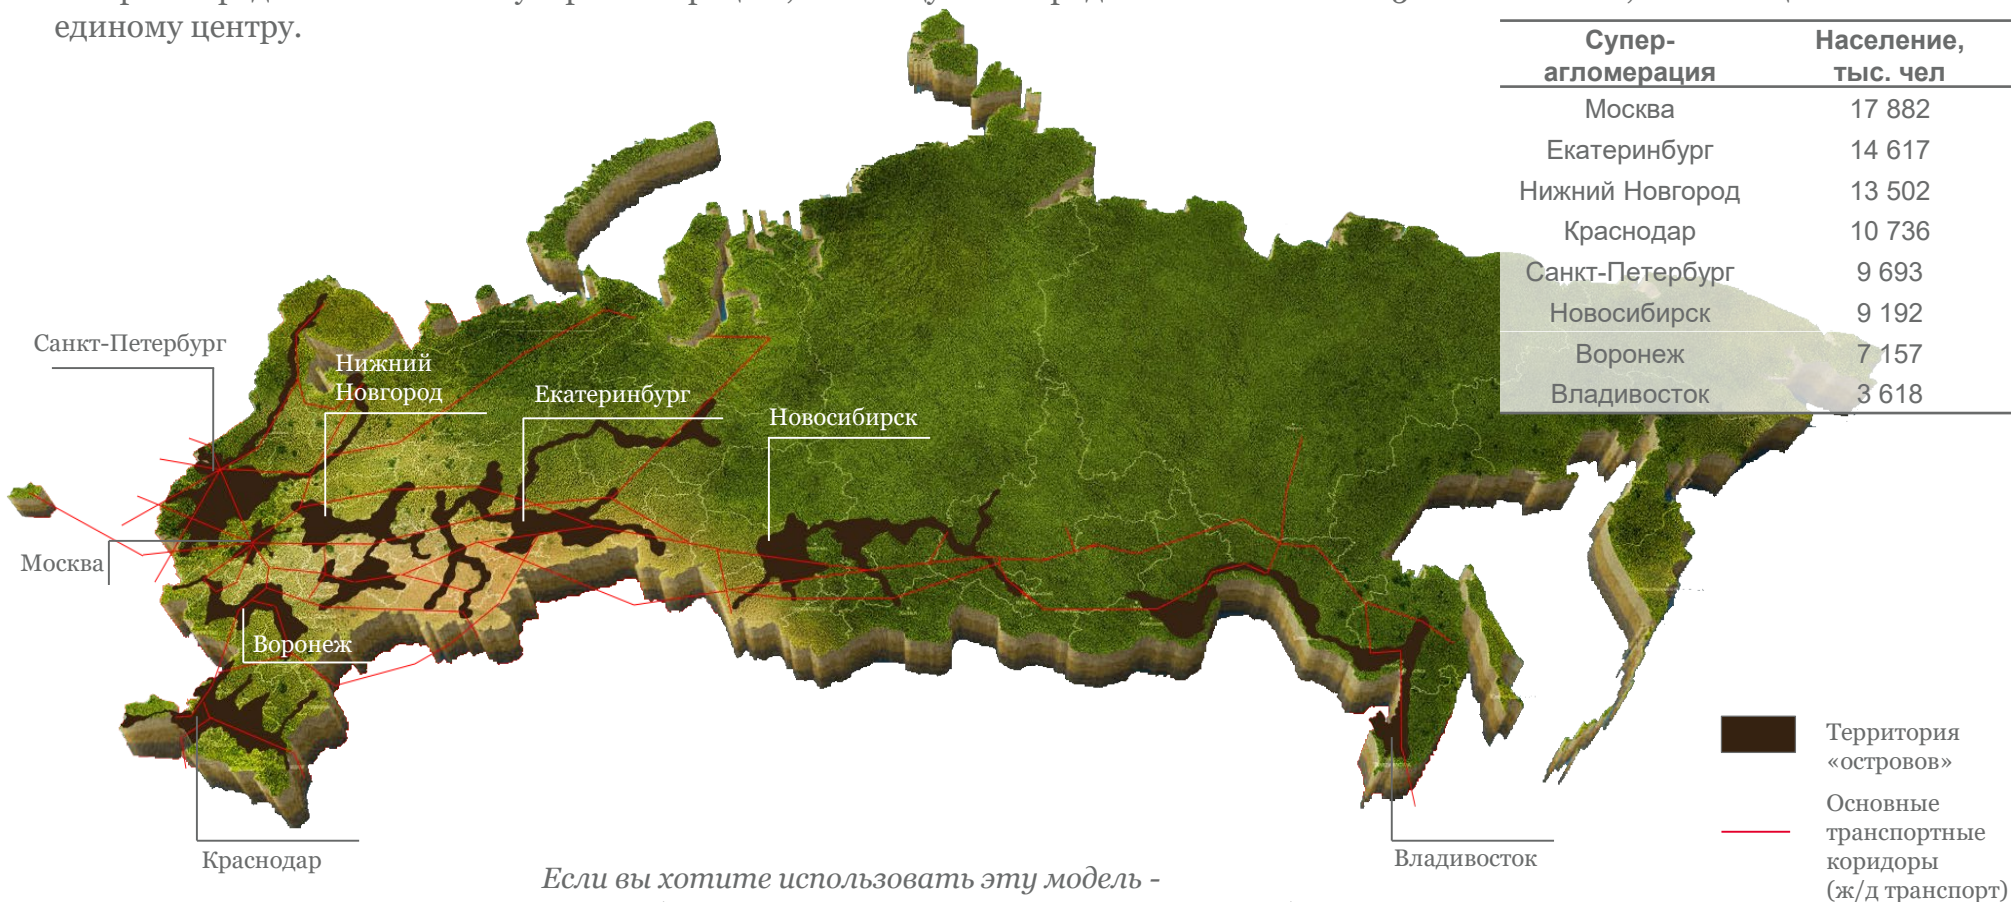 единому центру.
Супер-
агломерация
Население,
тыс. чел
Москва 17 882
Екатеринбург 14 617
Нижний Новгород 13 502
Краснодар 10 736
Санкт-Петербург 9 693
Новосибирск 9 192
Воронеж 7 157
Владивосток 3 618
Санкт-Петербург
Нижний
Новгород
Екатеринбург
Новосибирск
Москва
Воронеж
Краснодар
Владивосток
Территория
«островов»
Основные
транспортные
коридоры
(ж/д транспорт)
Если вы хотите использовать эту модель -